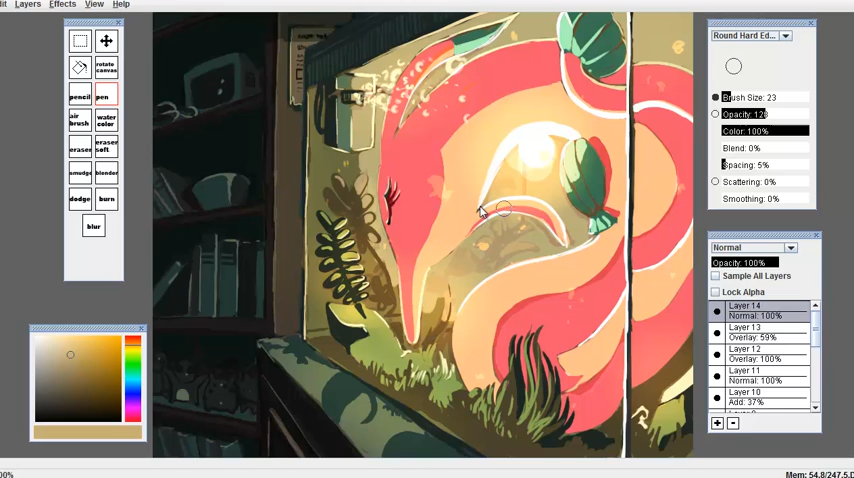 dit Layers Effects View Help
rotate
canvas
pencil pen
air
brush
water
color
eraser eraser
soft
smudge blender
dodge burn
blur
Round Hard Ed...
Brush Size: 23
Opacity: 128
Color: 100%
Blend: 0%
Spacing: 5%
Scattering: 0%
Smoothing: 0%
Normal
Opacity: 100%
Sample All Layers
Lock Alpha
Layer 14
Normal: 100%
Layer 13
Overlay: 59%
Layer 12
Overlay: 100%
Layer 11
Normal: 100%
Layer 10
Add: 37%
00%
Mem: 54.8/247.5,D